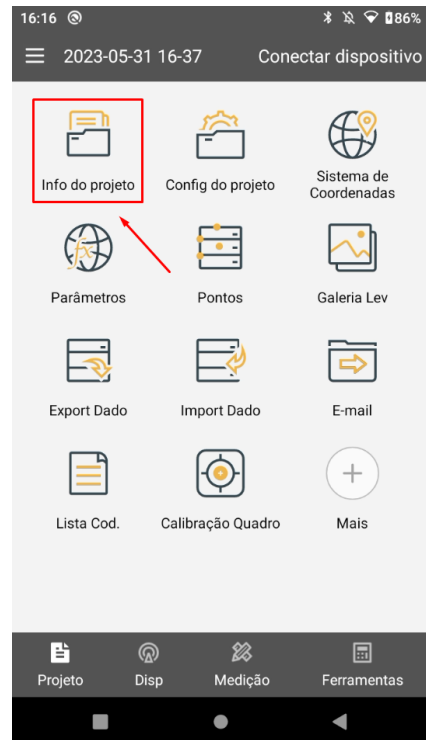 16:16 86%
2023-05-31 16-37 Conectar dispositivo
Info do projeto Config do projeto Sistema de
Coordenadas
Parâmetros Pontos Galeria Lev
Export Dado Import Dado E-mail
Lista Cod. Calibração Quadro Mais
Projeto Disp Medição Ferramentas